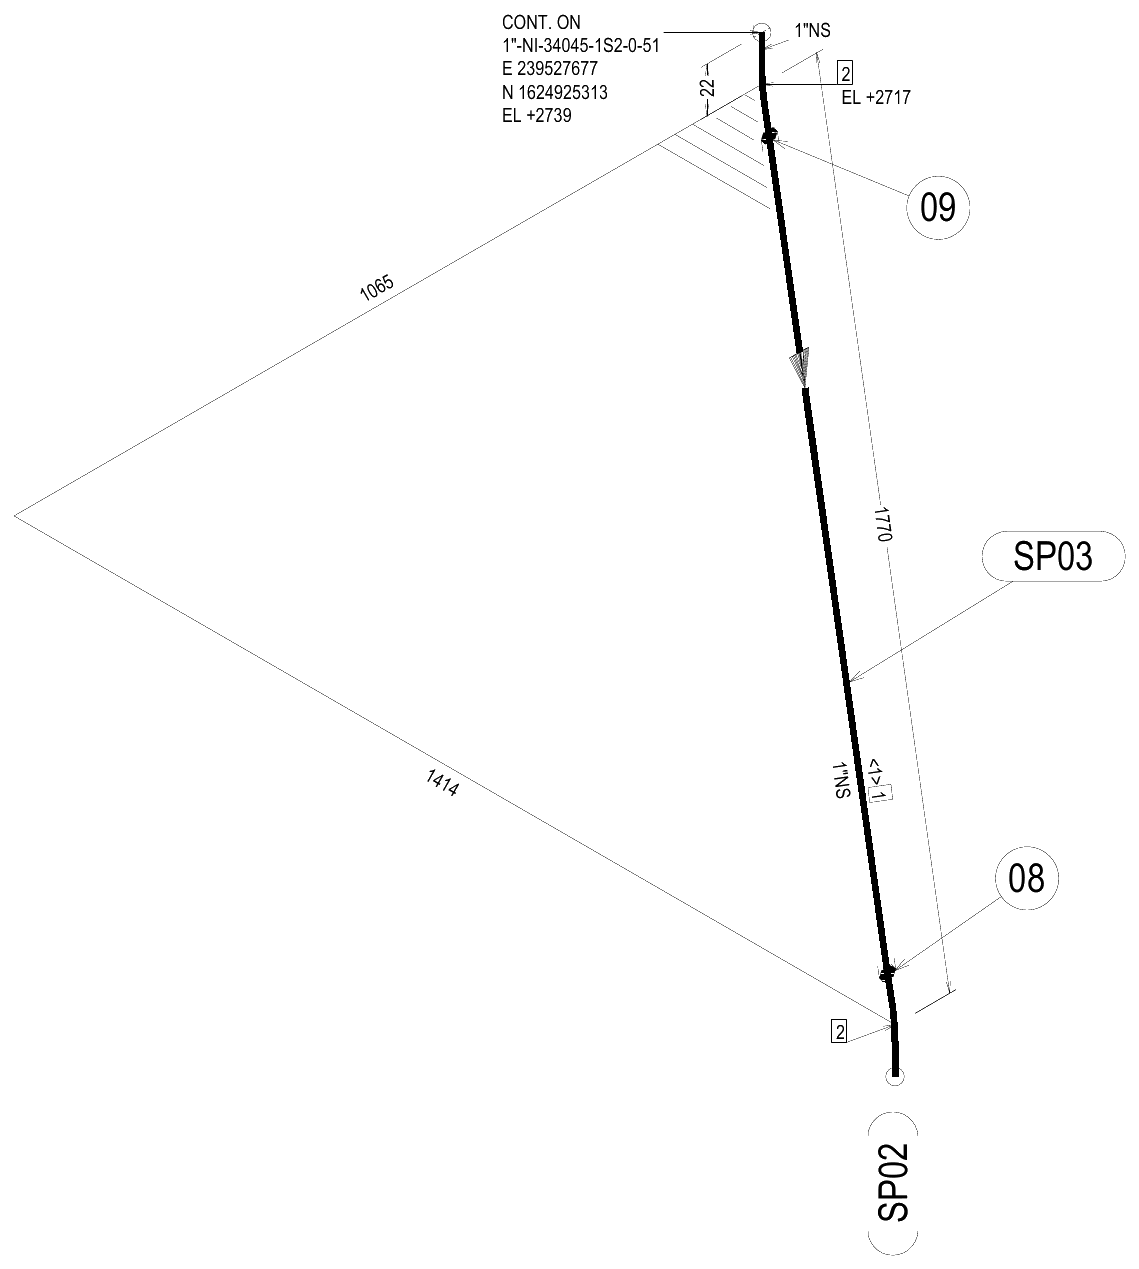 CONT. ON
1"-NI-34045-1S2-0-51
E 239527677
N 1624925313
EL +2739
1"NS
2
EL +2717
22
09
1065
1770
SP03
1414
1"NS
<1>
1
08
2
SP02